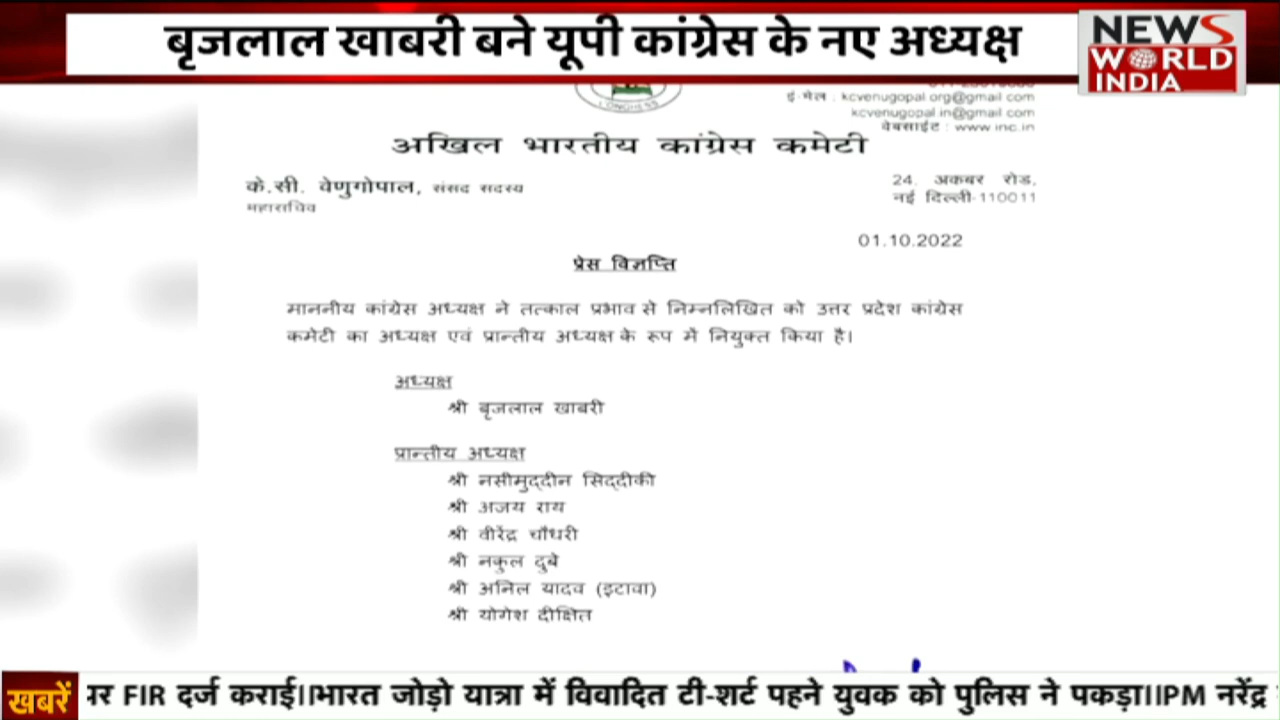 बृजलाल खाबरी बने यूपी कांग्रेस के नए अध्यक्ष
NEWS
WORLD
INDIA
CONGRESS
ई-मेल : kcvenugopal.org@gmail.com
kcvenugopal.in@gmail.com
वेबसाईट : www.inc.in
अखिल भारतीय कांग्रेस कमेटी
के.सी. वेणुगोपाल, संसद सदस्य
महासचिव
24, अकबर रोड,
नई दिल्ली-110011
01.10.2022
प्रेस विज्ञप्ति
माननीय कांग्रेस अध्यक्ष ने तत्काल प्रभाव से निम्नलिखित को उत्तर प्रदेश कांग्रेस
कमेटी का अध्यक्ष एवं प्रान्तीय अध्यक्ष के रूप में नियुक्त किया है।
अध्यक्ष
श्री बृजलाल खाबरी
प्रान्तीय अध्यक्ष
श्री नसीमुद्दीन सिद्दीकी
श्री अजय राय
श्री वीरेंद्र चौधरी
श्री नकुल दुबे
श्री अनिल यादव (इटावा)
श्री योगेश दीक्षित
खबरें पर FIR दर्ज कराई॥भारत जोड़ो यात्रा में विवादित टी-शर्ट पहने युवक को पुलिस ने पकड़ा॥PM नरेंद्र